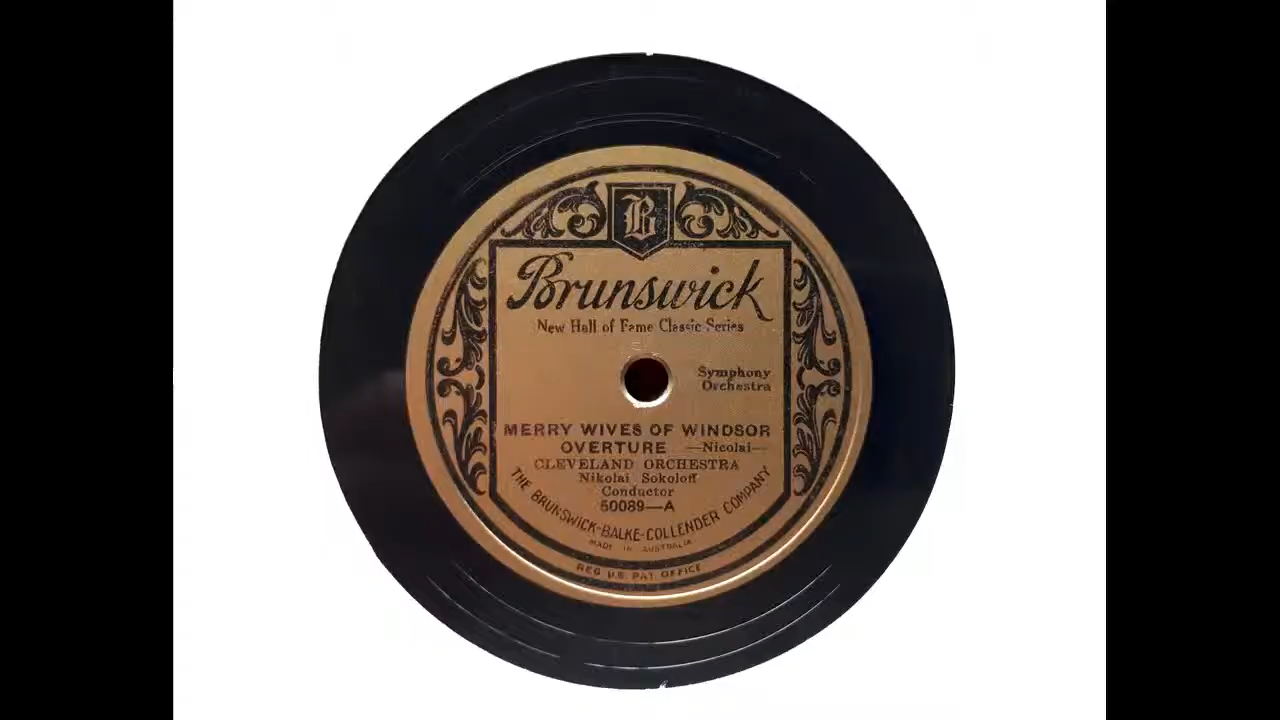 B
Brunswick
New Hall of Fame Classic Series
Symphony
Orchestra
MERRY WIVES OF WINDSOR
OVERTURE —Nicolai—
CLEVELAND ORCHESTRA
Nikolai Sokoloff
Conductor
50089—A
THE BRUNSWICK-BALKE-COLLENDER COMPANY
MADE IN AUSTRALIA
REG U.S. PAT. OFFICE